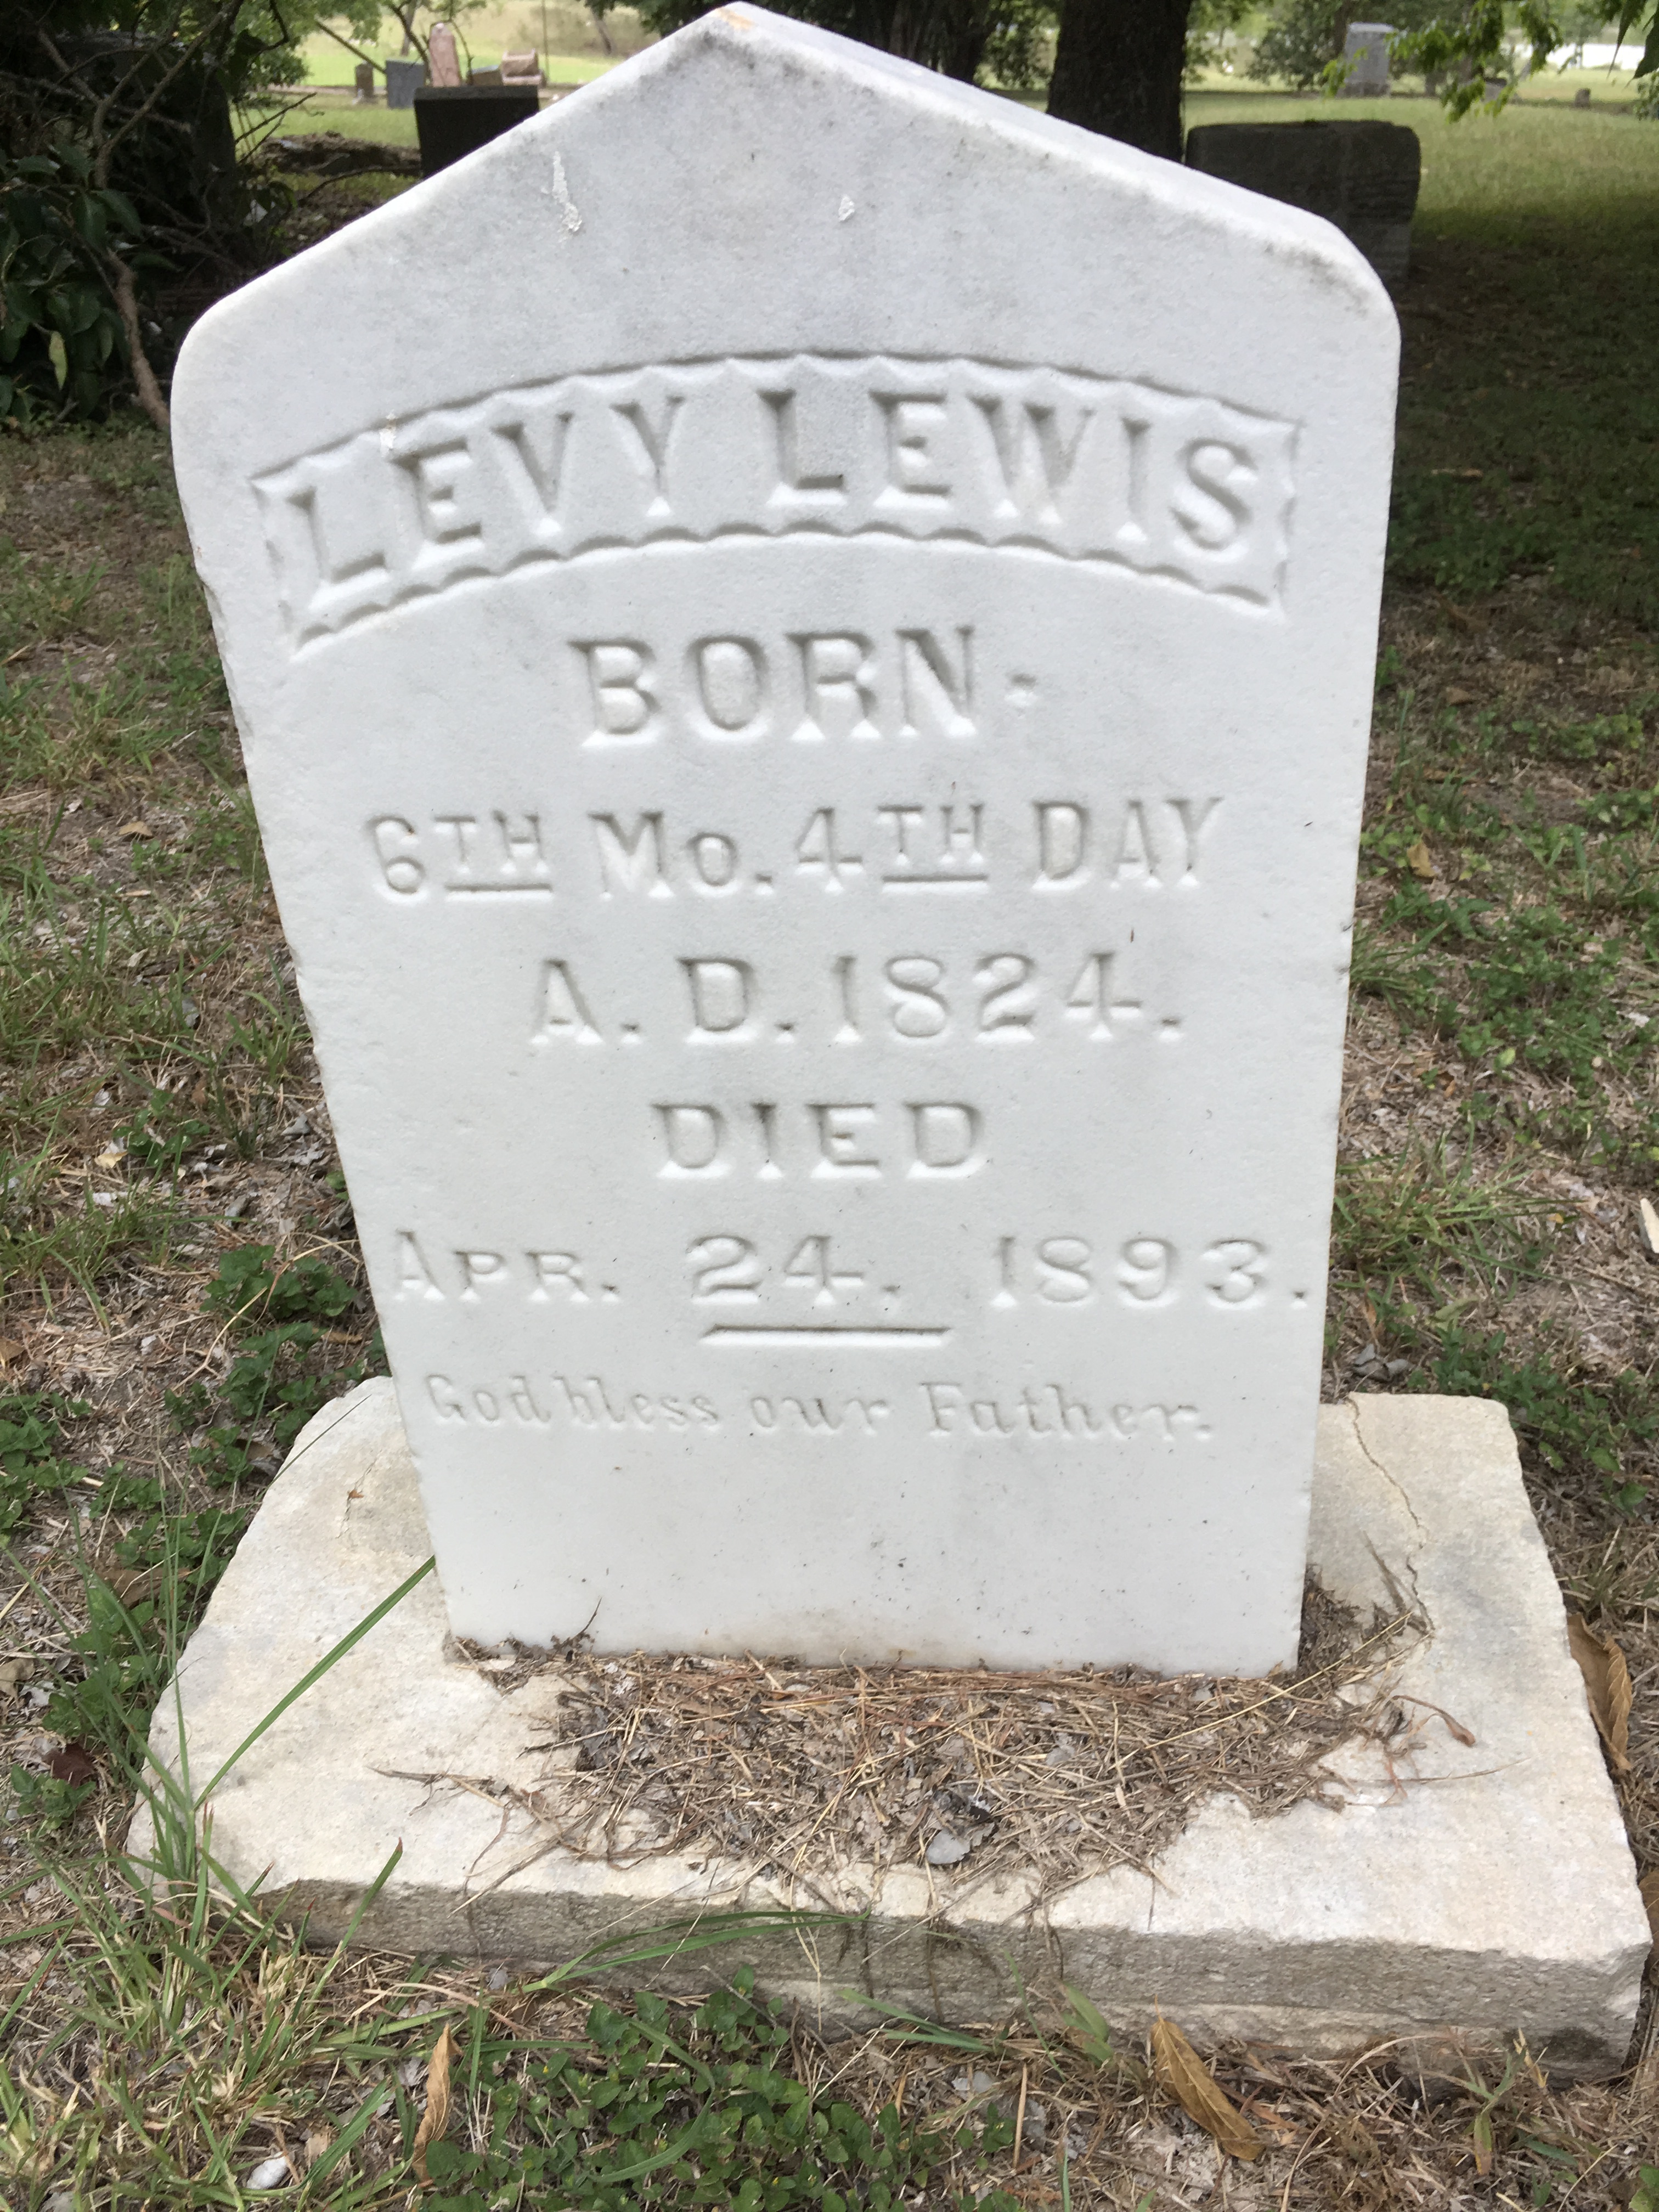 LEVY LEWIS
BORN.
6TH Mo. 4TH DAY
A. D. 1824.
DIED
APR. 24, 1893.
God bless our Father.